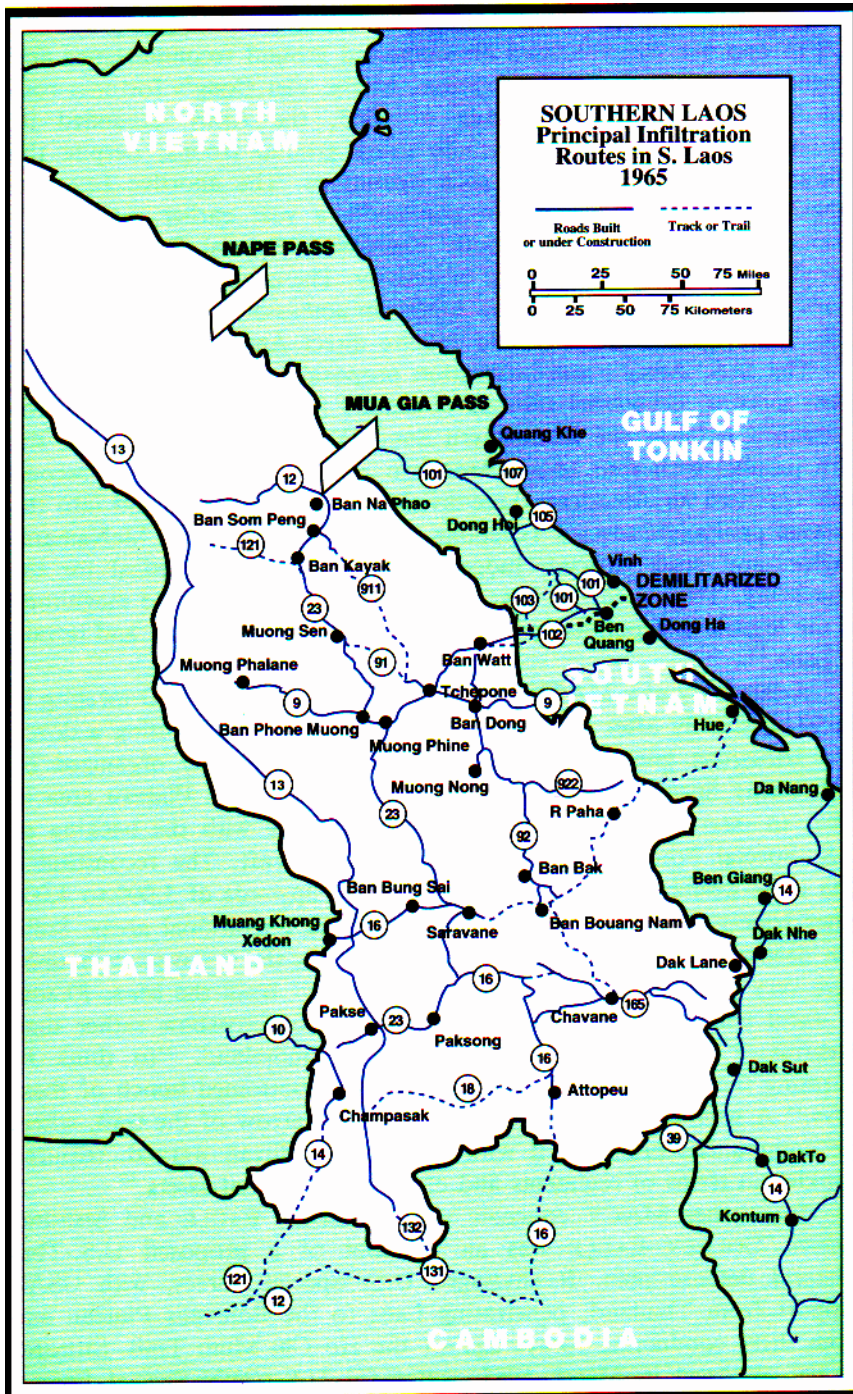 NORTH
VIETNAM
SOUTHERN LAOS
Principal Infiltration
Routes in S. Laos
1965
Roads Built
or under Construction
Track or Trail
0 25 50 75 Miles
0 25 50 75 Kilometers
NAPE PASS
MUA GIA PASS
GULF OF
TONKIN
Quang Khe
13
12
101
107
Ban Na Phao
Ban Som Peng
Dong Hoi
105
121
Ban Kayak
911
Vinh
101
101
DEMILITARIZED
ZONE
103
23
Ben
Quang
Dong Ha
Muong Sen
102
Ban Watt
91
SOUTH
VIETNAM
Muong Phalane
Tchepone
9
9
Ban Dong
Hue
Ban Phone Muong
Muong Phine
Muong Nong
13
922
Da Nang
23
R Paha
92
Ban Bak
Ban Bung Sai
Ben Giang
14
Muang Khong
Xedon
16
Saravane
Ban Bouang Nam
Dak Nhe
THAILAND
Dak Lane
16
Chavane
165
10
Pakse
23
Paksong
16
18
Attopeu
Dak Sut
Champasak
39
14
DakTo
14
Kontum
132
16
131
121
12
CAMBODIA